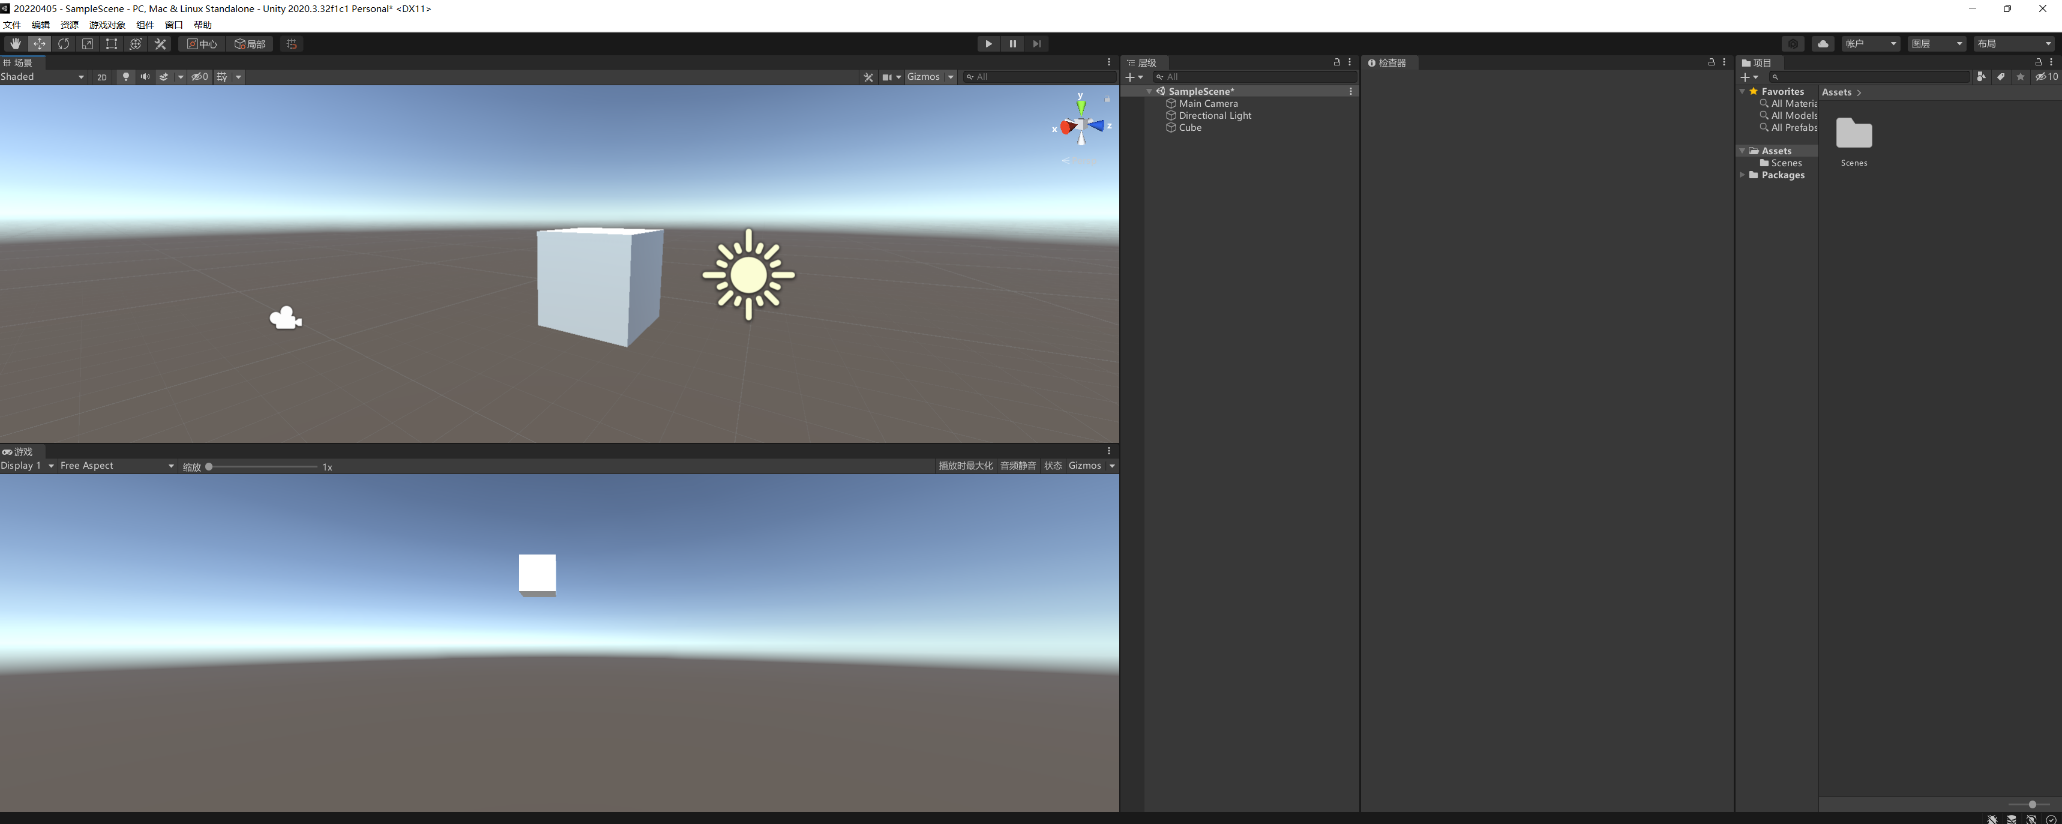 20220405 - SampleScene - PC, Mac & Linux Standalone - Unity 2020.3.32f1c1 Personal* <DX11>
文件 编辑 资源 游戏对象 组件 窗口 帮助
中心 局部 帐户 图层 布局
场景
Shaded 2D 0 Gizmos All
y
x z
层级
All
SampleScene*
Main Camera
Directional Light
Cube
检查器
项目
10
Favorites
All Materia
All Models
All Prefabs
Assets
Scenes
Packages
Assets >
Scenes
游戏
Display 1 Free Aspect 缩放 1x 播放时最大化 音频静音 状态 Gizmos